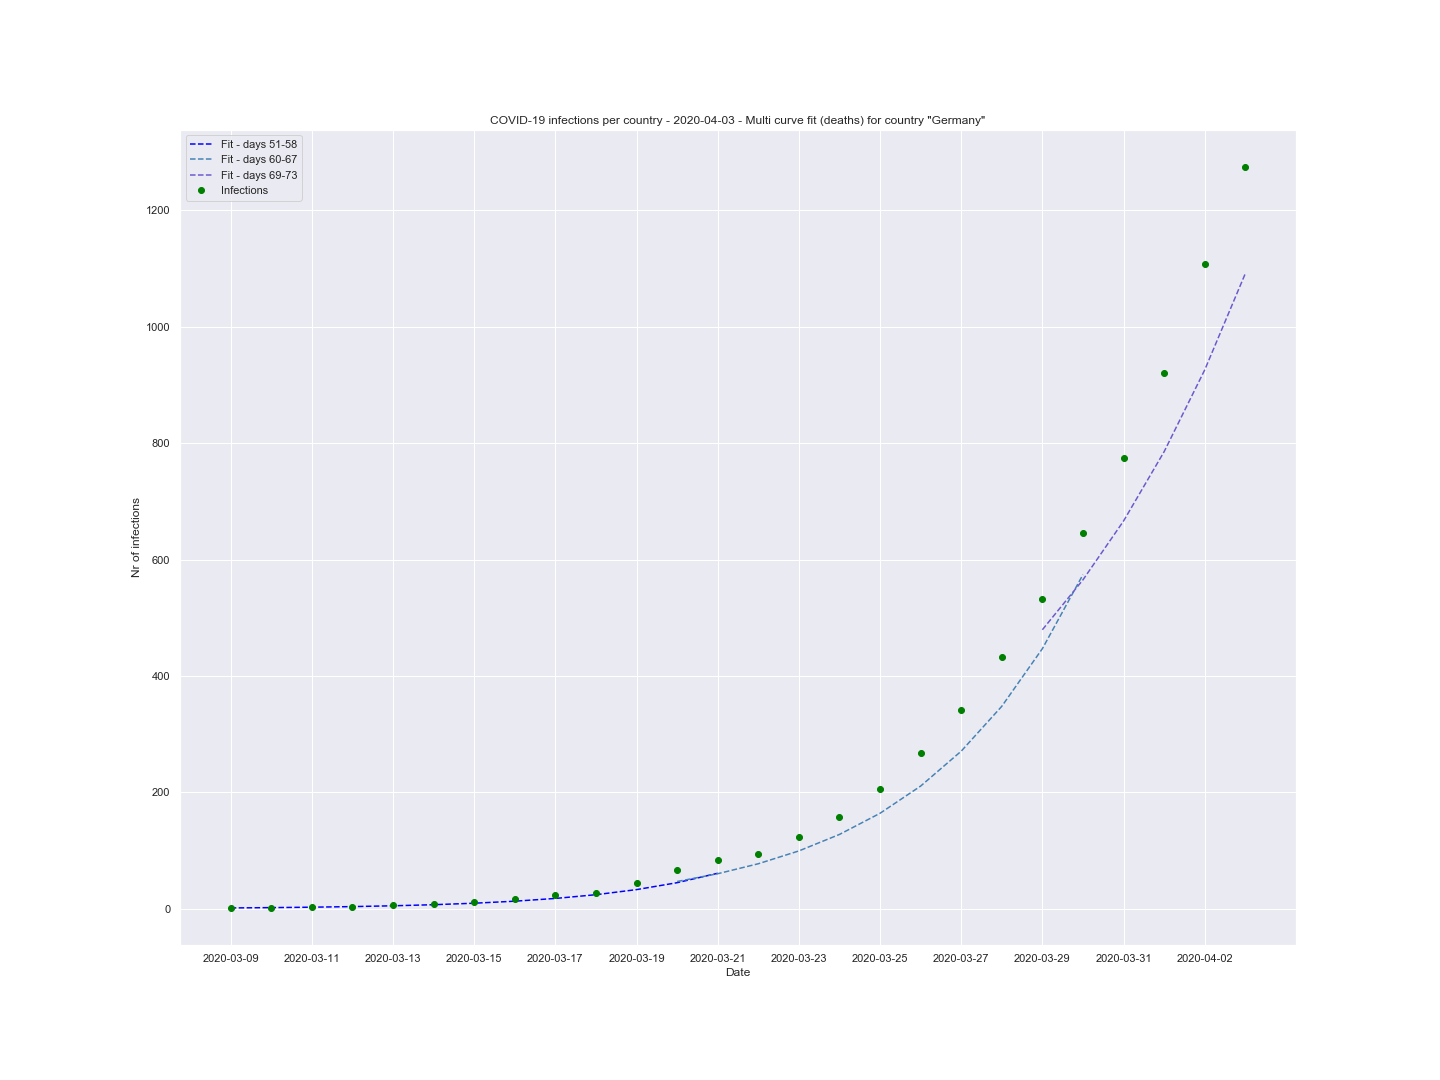 COVID-19 infections per country - 2020-04-03 - Multi curve fit (deaths) for country "Germany"
Fit - days 51-58
Fit - days 60-67
Fit - days 69-73
Infections
1200
1000
800
600
400
200
0
Nr of infections
2020-03-09 2020-03-11 2020-03-13 2020-03-15 2020-03-17 2020-03-19 2020-03-21 2020-03-23 2020-03-25 2020-03-27 2020-03-29 2020-03-31 2020-04-02
Date